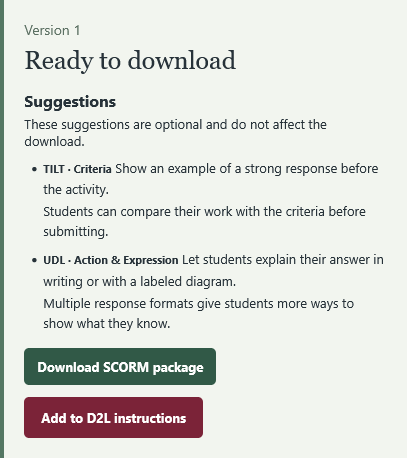 Version 1
Ready to download
Suggestions
These suggestions are optional and do not affect the
download.
• TILT · Criteria Show an example of a strong response before
the activity.
Students can compare their work with the criteria before
submitting.
• UDL · Action & Expression Let students explain their answer in
writing or with a labeled diagram.
Multiple response formats give students more ways to
show what they know.
Download SCORM package
Add to D2L instructions